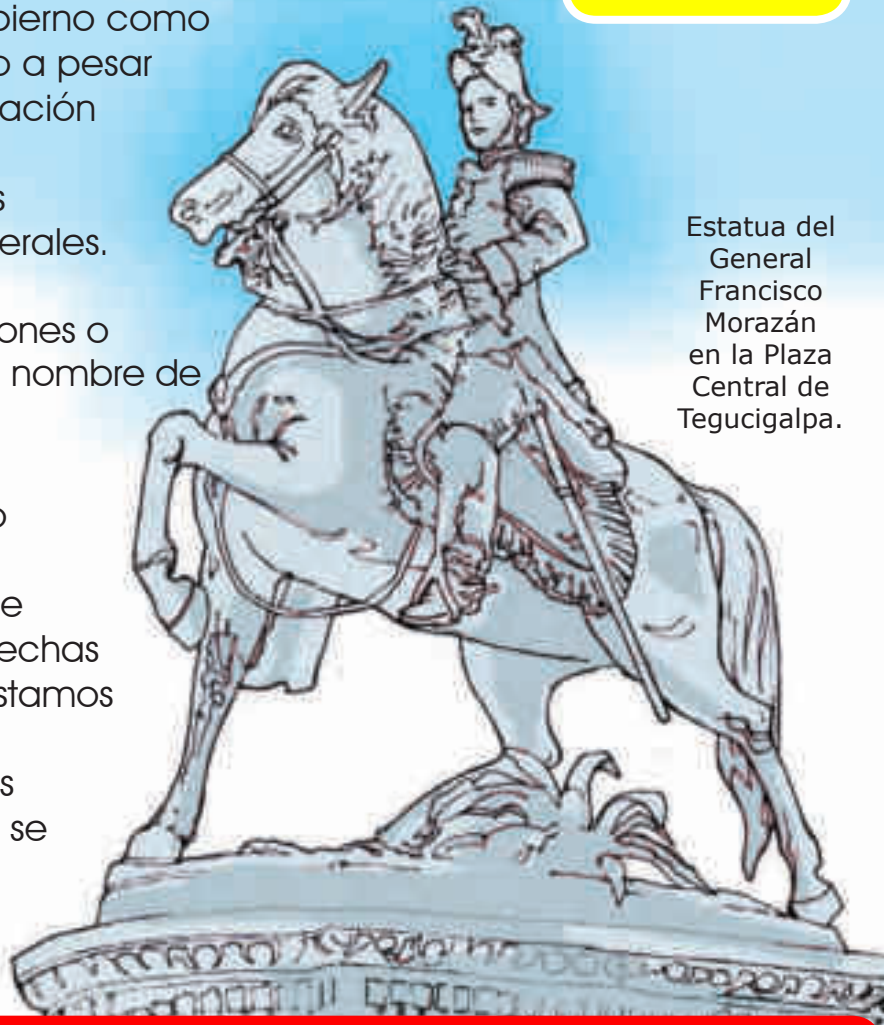 bierno como
o a pesar
ación
s
erales.
ones o
nombre de
o
e
echas
stamos
s
se
Estatua del
General
Francisco
Morazán
en la Plaza
Central de
Tegucigalpa.